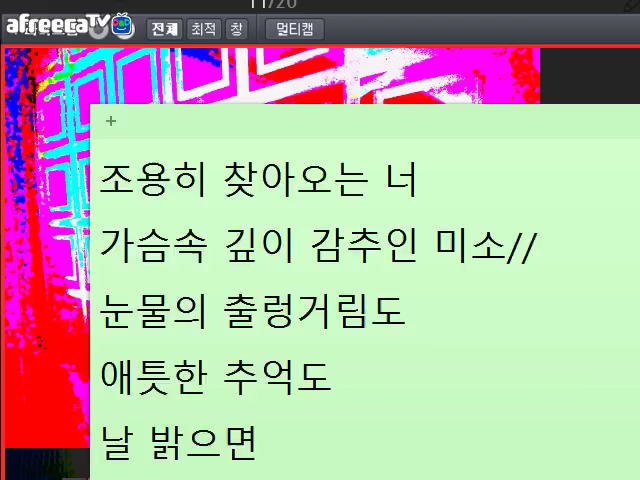 11/20
afreecaTV
전체 최적 창 멀티캠
+
조용히 찾아오는 너
가슴속 깊이 감추인 미소//
눈물의 출렁거림도
애틋한 추억도
날 밝으면